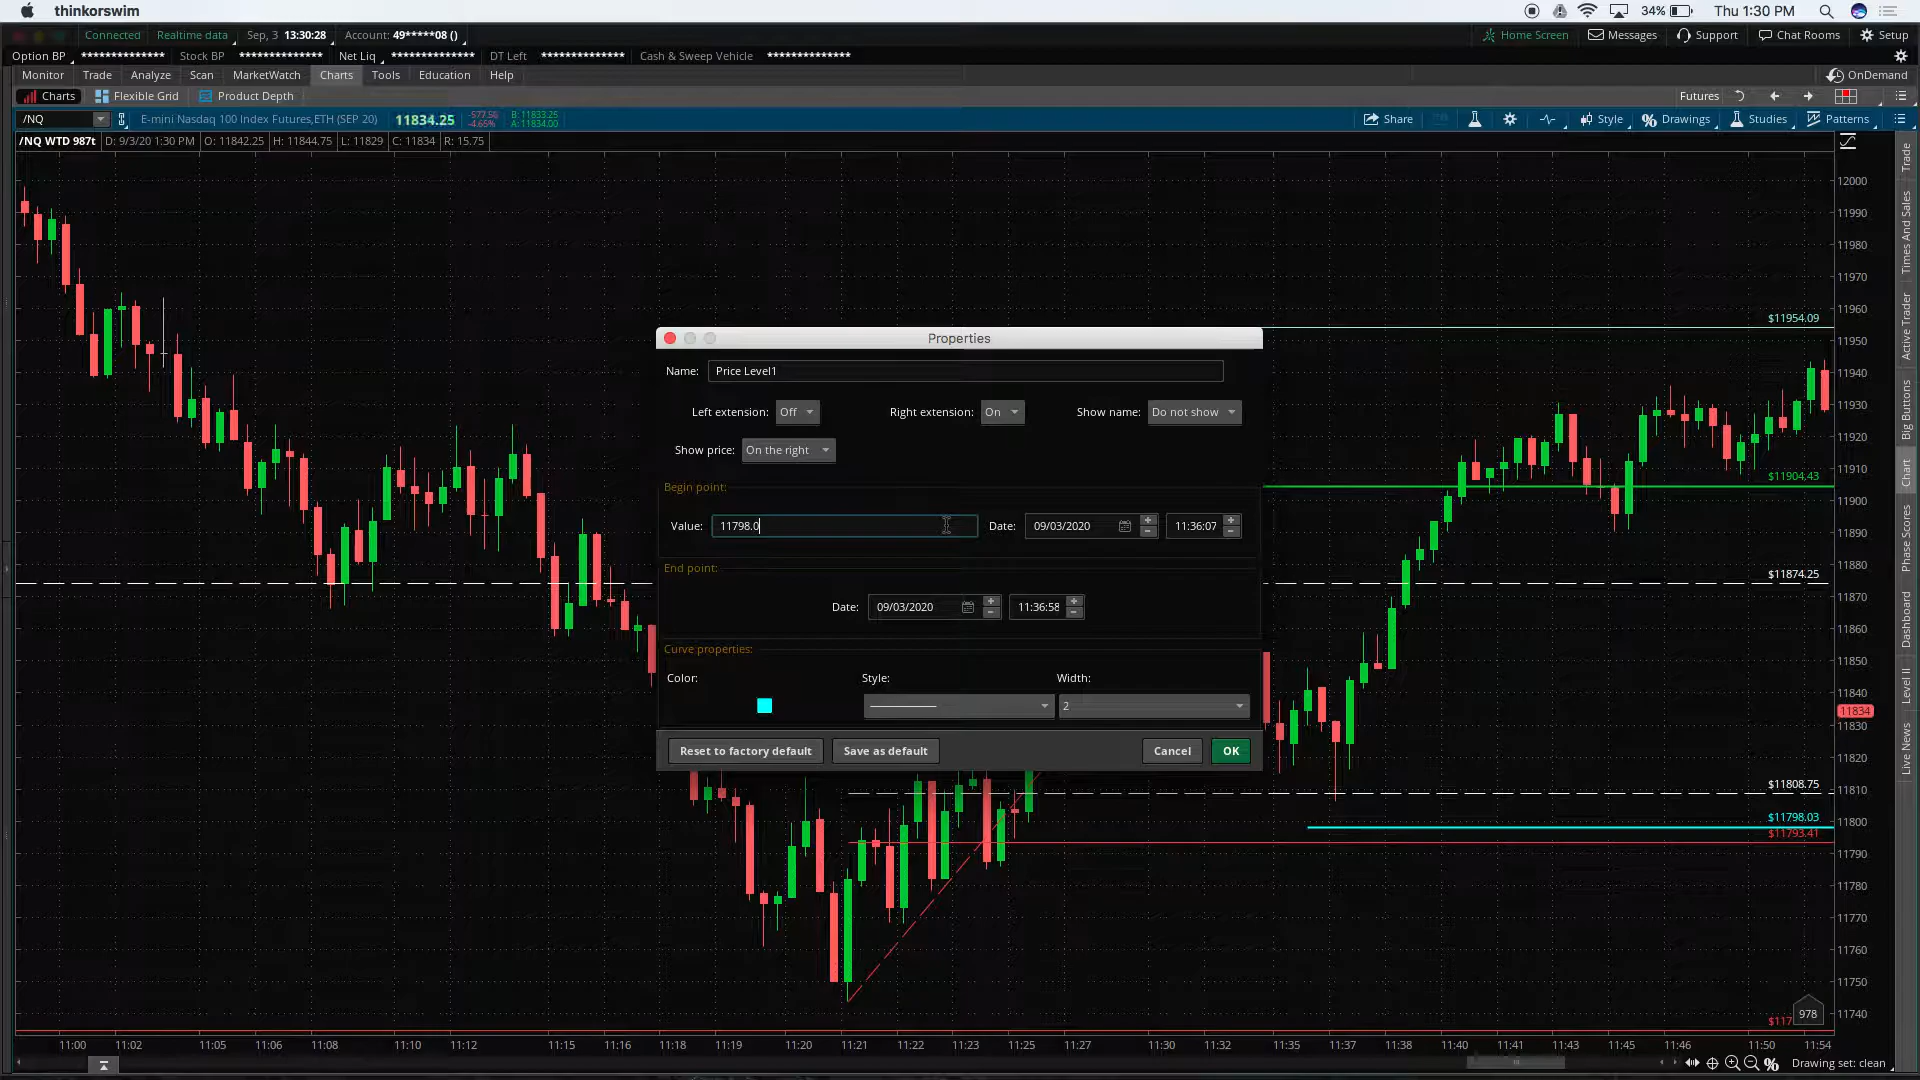 thinkorswim
34%
Thu 1:30 PM
Connected
Realtime data
Sep, 3 13:30:28
Account: 49*****08 ()
Home Screen
Messages
Support
Chat Rooms
Setup
Option BP **************
Stock BP **************
Net Liq **************
DT Left **************
Cash & Sweep Vehicle **************
Monitor
Trade
Analyze
Scan
MarketWatch
Charts
Tools
Education
Help
OnDemand
Charts
Flexible Grid
Product Depth
Futures
/NQ
E-mini Nasdaq 100 Index Futures,ETH (SEP 20)
11834.25
-577.50
-4.65%
B: 11833.25
A: 11834.00
Share
Style
Drawings
Studies
Patterns
/NQ WTD 987t
D: 9/3/20 1:30 PM
O: 11842.25
H: 11844.75
L: 11829
C: 11834
R: 15.75
12000
11990
11980
11970
11960
11950
11940
11930
11920
11910
11900
11890
11880
11870
11860
11850
11840
11834
11830
11820
11810
11800
11790
11780
11770
11760
11750
11740
$11954.09
$11904.43
$11874.25
$11808.75
$11798.03
$11793.41
$117
978
Properties
Name: Price Level1
Left extension: Off
Right extension: On
Show name: Do not show
Show price: On the right
Begin point:
Value: 11798.0
Date: 09/03/2020
11:36:07
End point:
Date: 09/03/2020
11:36:58
Curve properties:
Color:
Style:
Width:
2
Reset to factory default
Save as default
Cancel
OK
Trade
Times And Sales
Active Trader
Big Buttons
Chart
Phase Scores
Dashboard
Level II
Live News
11:00
11:02
11:05
11:06
11:08
11:10
11:12
11:15
11:16
11:18
11:19
11:20
11:21
11:22
11:23
11:25
11:27
11:30
11:32
11:35
11:37
11:38
11:40
11:41
11:43
11:45
11:46
11:50
11:54
Drawing set: clean